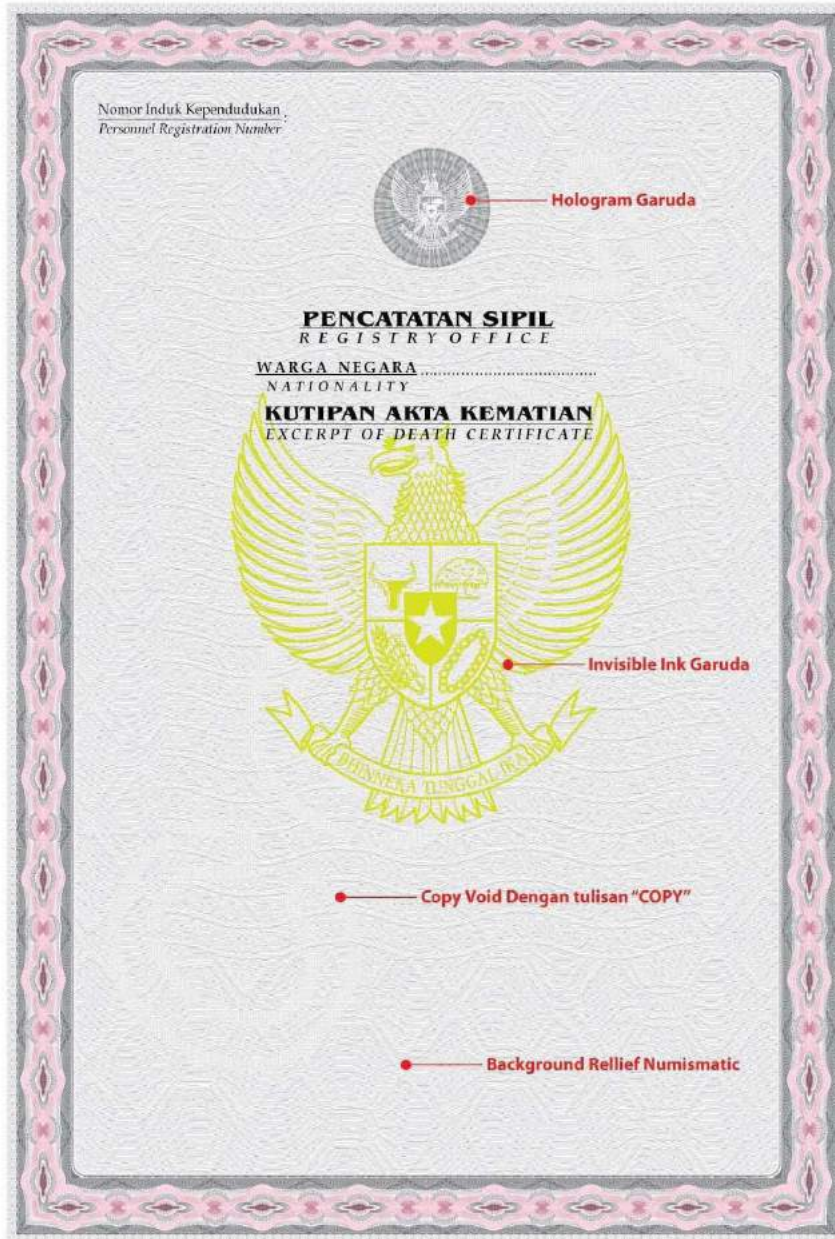 Nomor Induk Kependudukan :
Personnel Registration Number
Hologram Garuda
PENCATATAN SIPIL
REGISTRY OFFICE
WARGA NEGARA ..........................................
NATIONALITY
KUTIPAN AKTA KEMATIAN
EXCERPT OF DEATH CERTIFICATE
Invisible Ink Garuda
BHINNEKA TUNGGAL IKA
Copy Void Dengan tulisan “COPY”
Background Rellief Numismatic